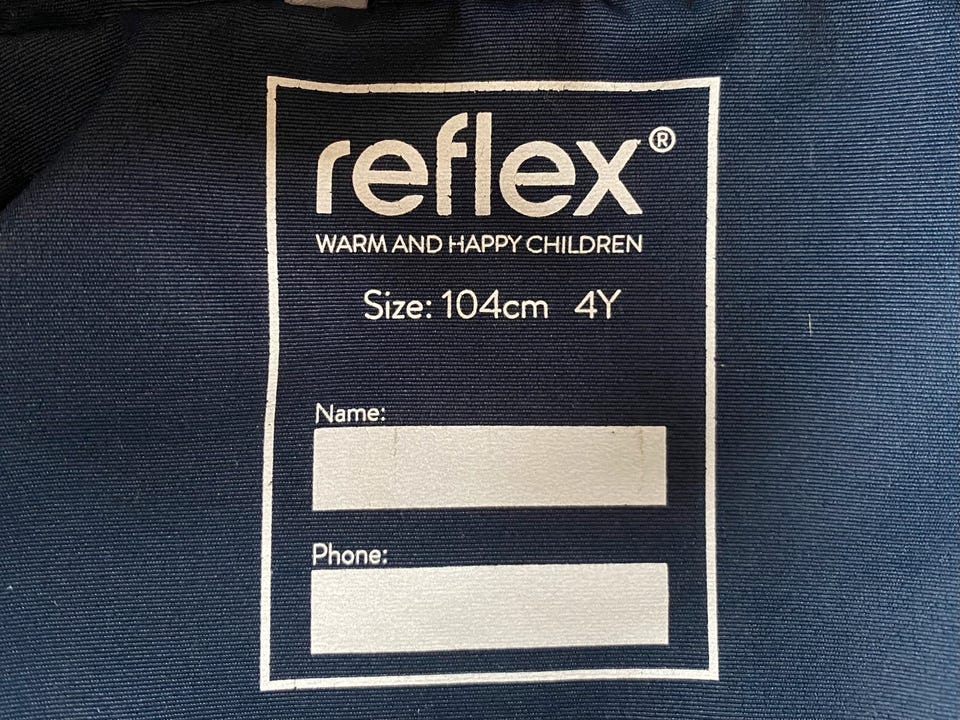 reflex®
WARM AND HAPPY CHILDREN
Size: 104cm 4Y
Name:
Phone: